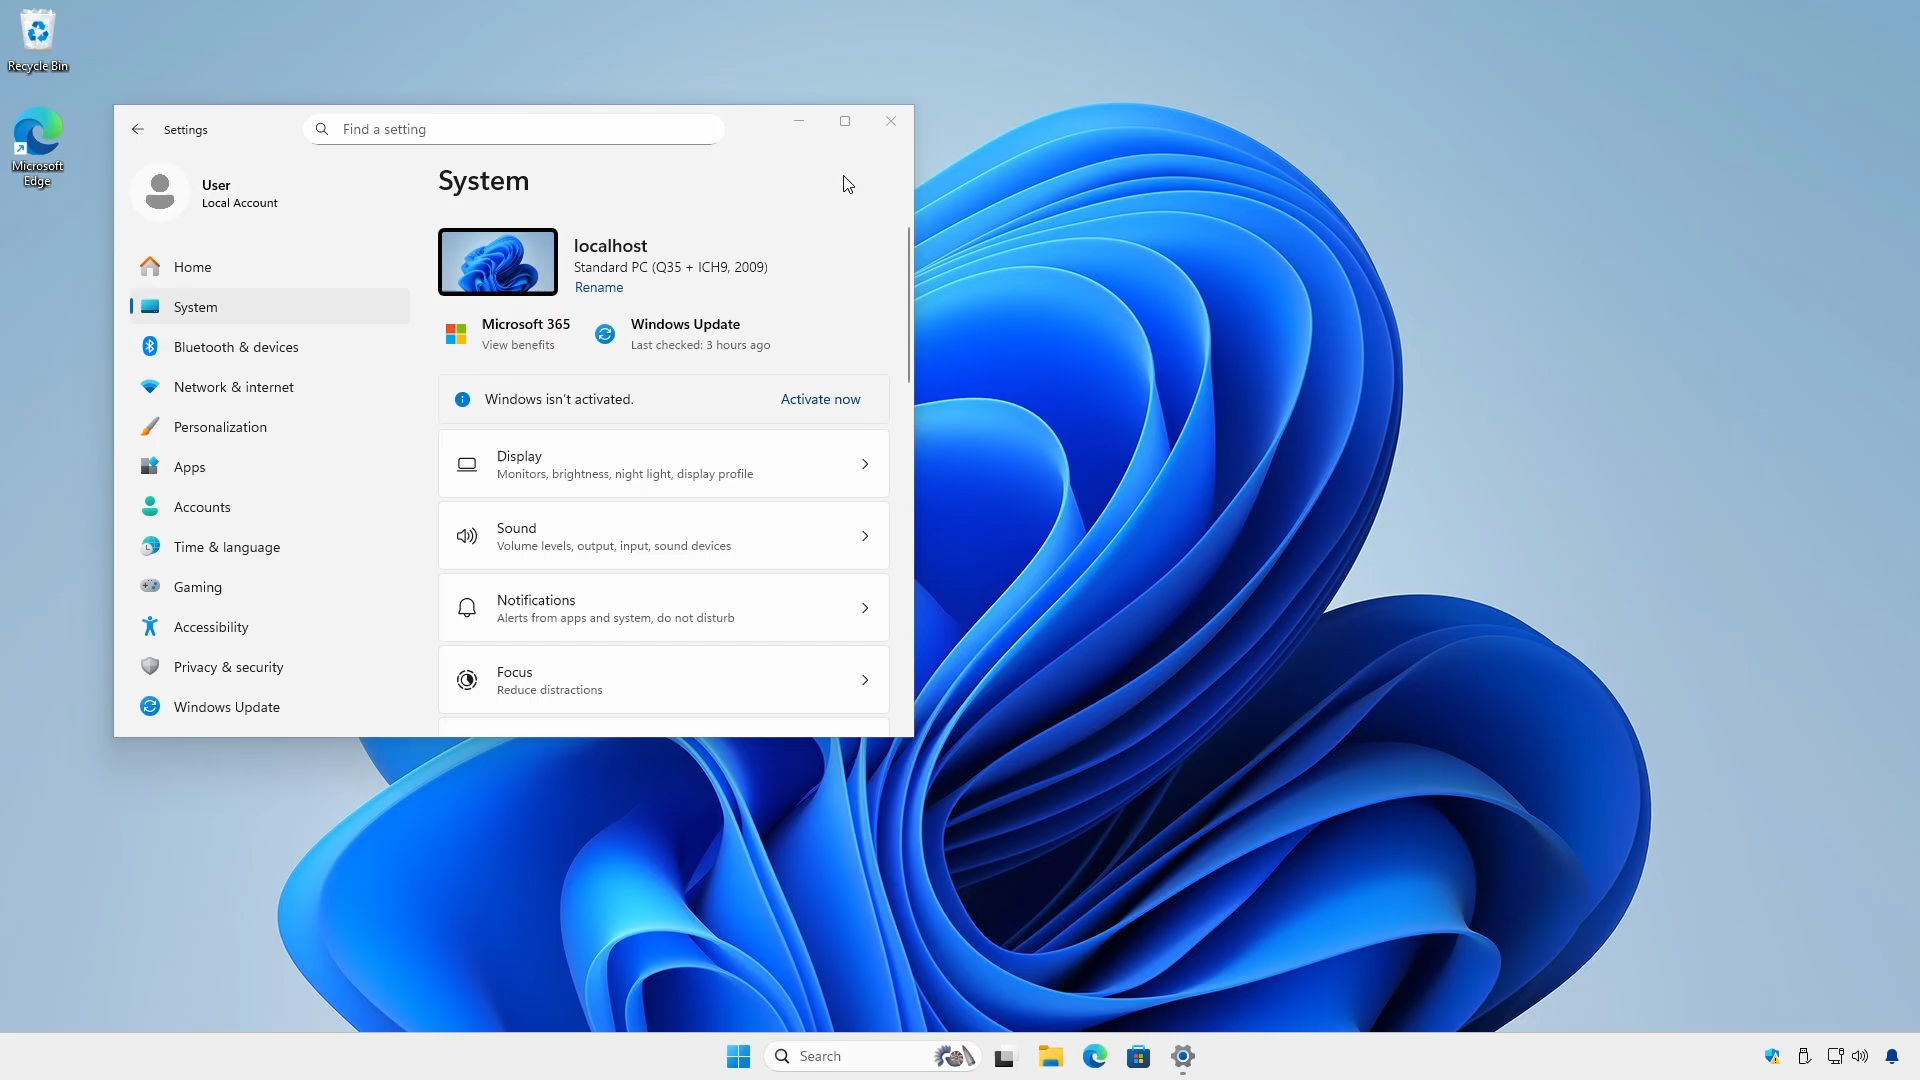 Recycle Bin
Microsoft
Edge
Settings
Find a setting
User
Local Account
Home
System
Bluetooth & devices
Network & internet
Personalization
Apps
Accounts
Time & language
Gaming
Accessibility
Privacy & security
Windows Update
System
localhost
Standard PC (Q35 + ICH9, 2009)
Rename
Microsoft 365
View benefits
Windows Update
Last checked: 3 hours ago
Windows isn't activated.
Activate now
Display
Monitors, brightness, night light, display profile
Sound
Volume levels, output, input, sound devices
Notifications
Alerts from apps and system, do not disturb
Focus
Reduce distractions
Search